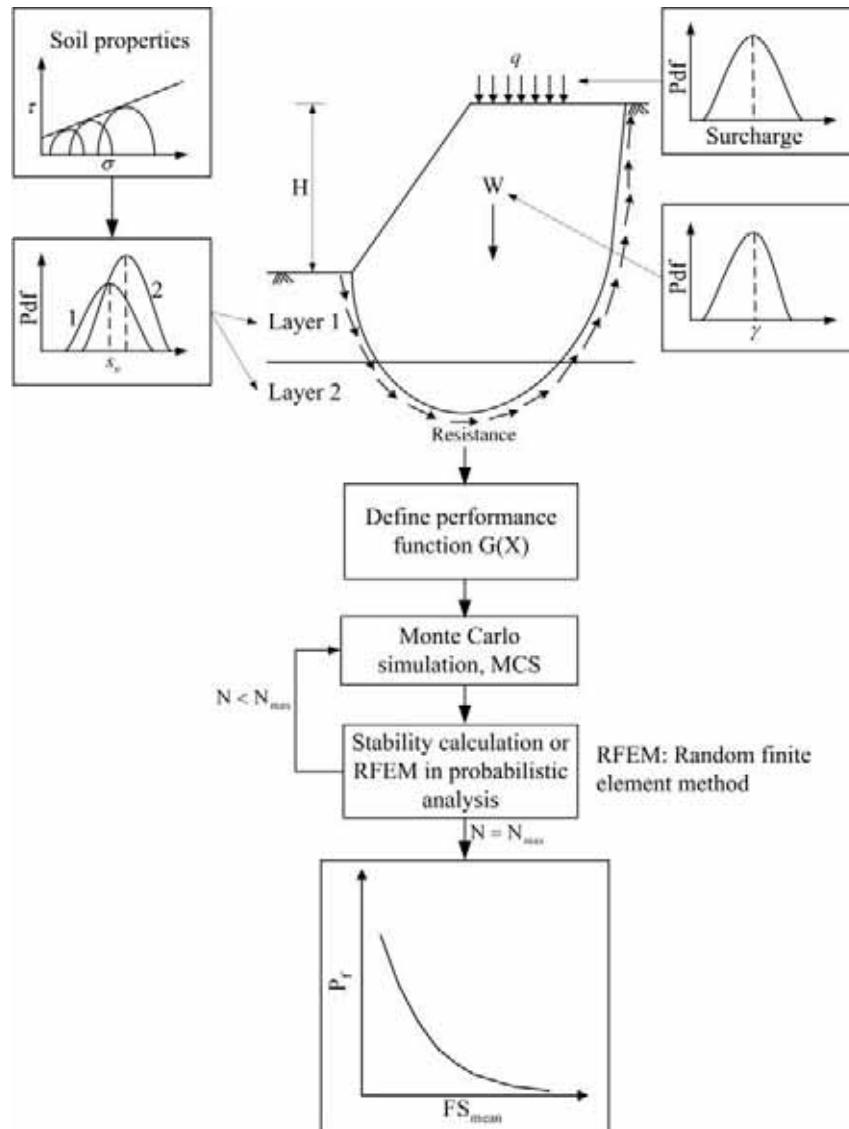 Soil properties
τ
σ
Pdf
1
2
s_u
q
H
W
Layer 1
Layer 2
Resistance
Pdf
Surcharge
Pdf
γ
Define performance
function G(X)
Monte Carlo
simulation, MCS
N < N_max
Stability calculation or
RFEM in probabilistic
analysis
RFEM: Random finite
element method
N = N_max
P_f
FS_mean